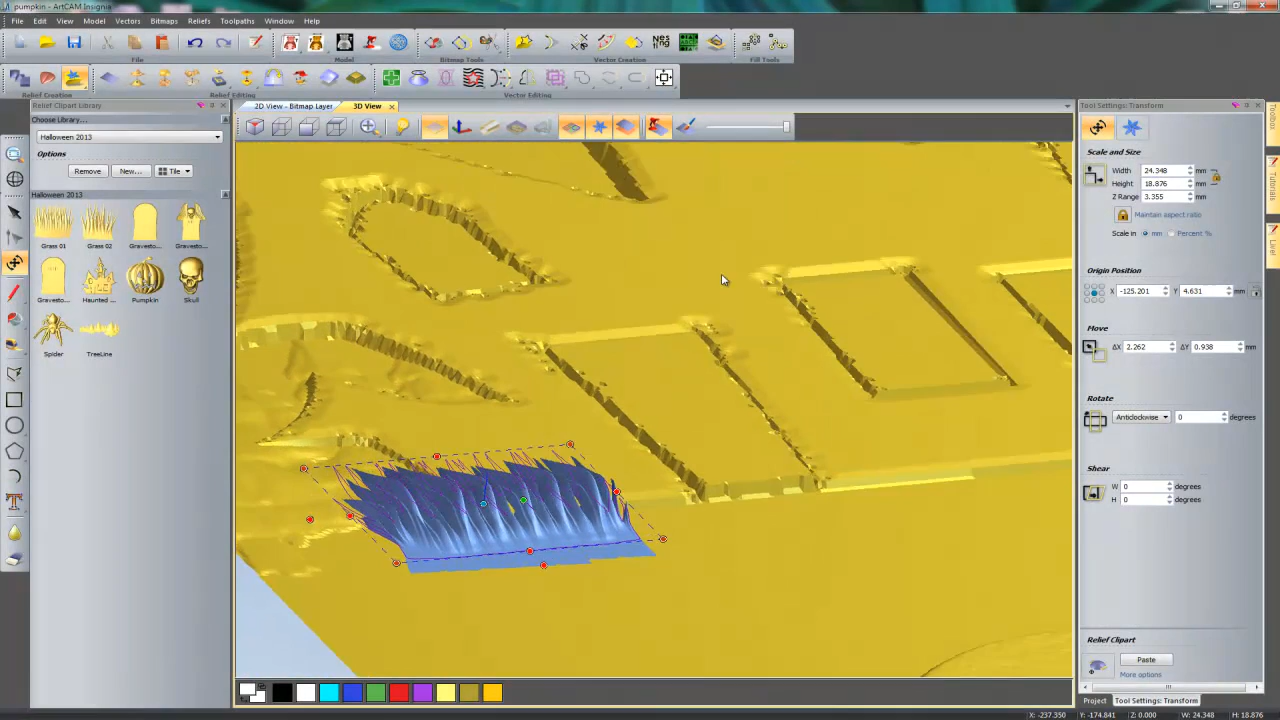 pumpkin - ArtCAM Insignia
File Edit View Model Vectors Bitmaps Reliefs Toolpaths Window Help
File
Model
Bitmap Tools
Vector Creation
Fill Tools
NES
TING
Relief Creation
Relief Editing
Vector Editing
Relief Clipart Library
Choose Library...
Halloween 2013
Options
Remove New... Tile
Halloween 2013
Grass 01 Grass 02 Gravesto... Gravesto...
Gravesto... Haunted ... Pumpkin Skull
Spider TreeLine
2D View - Bitmap Layer 3D View
Tool Settings: Transform
Scale and Size
Width 24.348 mm
Height 18.876 mm
Z Range 3.355 mm
Maintain aspect ratio
Scale in mm Percent %
Origin Position
X -125.201 Y 4.631 mm
Move
ΔX 2.262 ΔY 0.938 mm
Rotate
Anticlockwise 0 degrees
Shear
W 0 degrees
H 0 degrees
Relief Clipart
Paste
More options
Project Tool Settings: Transform
Toolbox
Tutorials
Live!
X: -237.350 Y: -174.841 Z: 0.000 W: 24.348 H: 18.876